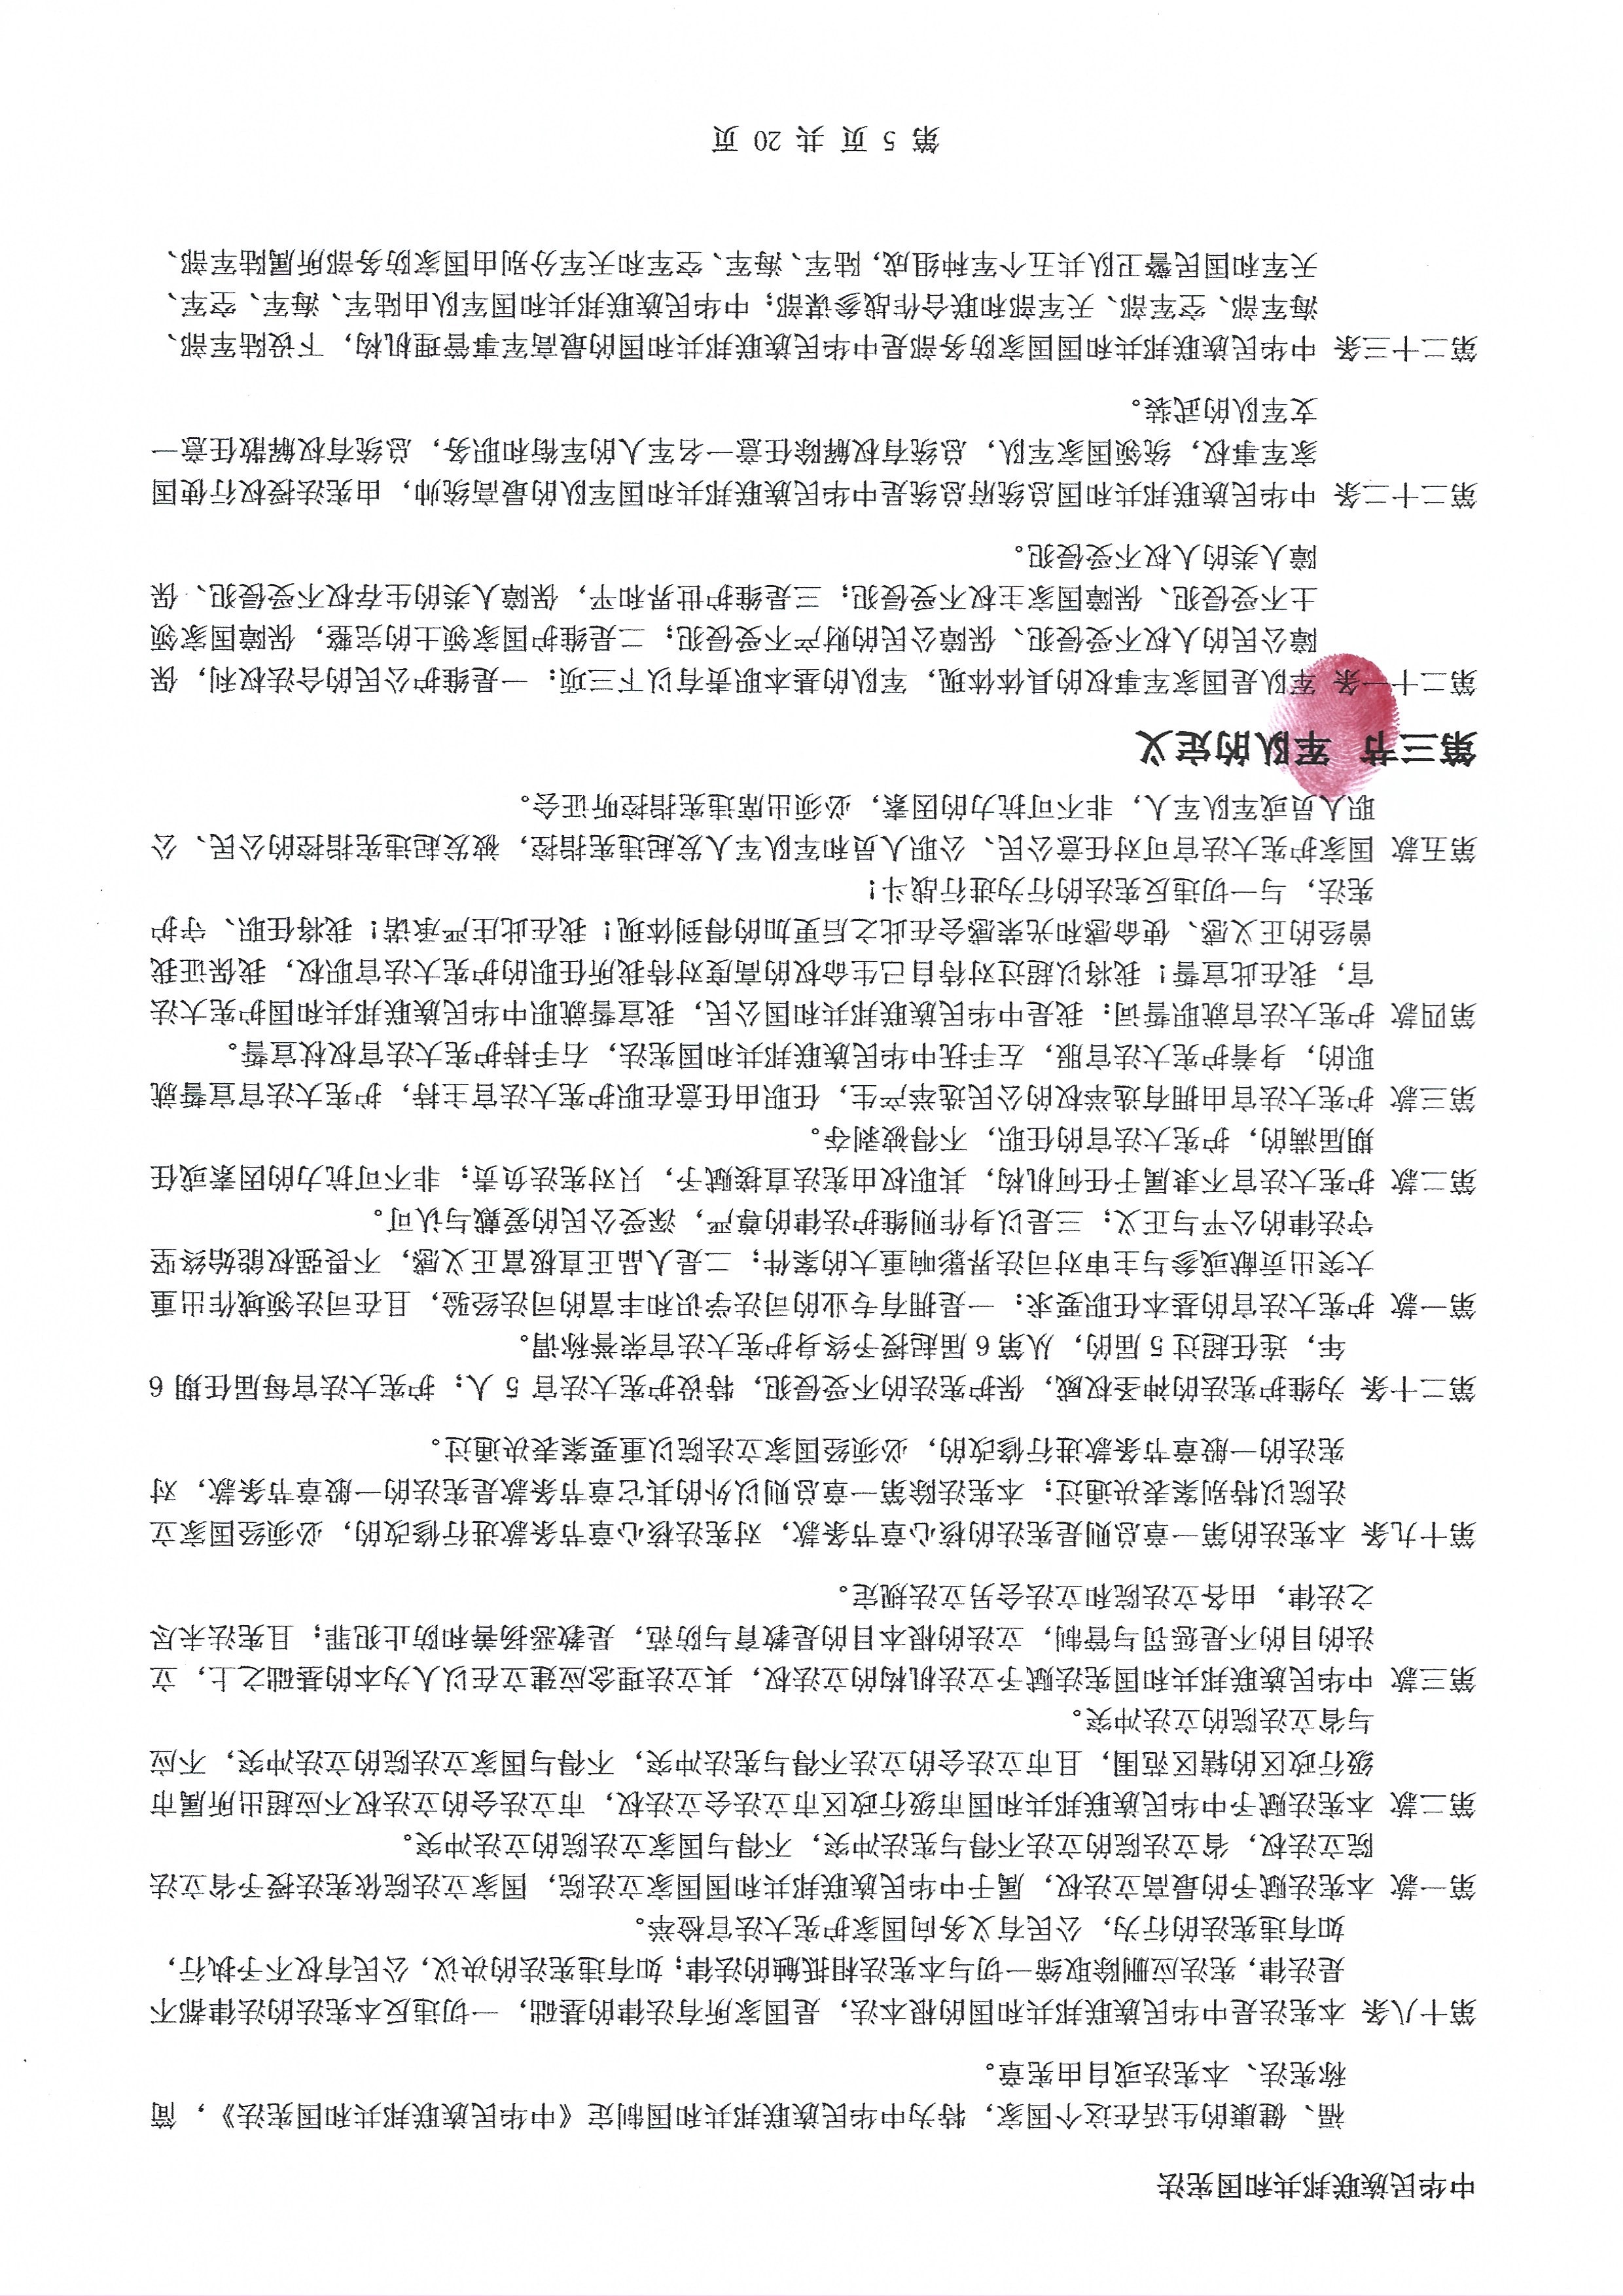 中华民族联邦共和国宪法
福、健康的生活在这个国家，特为中华民族联邦共和国制定《中华民族联邦共和国宪法》，简
称宪法、本宪法或自由宪章。
第十八条 本宪法是中华民族联邦共和国的根本法，是国家所有法律的基础，一切违反本宪法的法律都不
是法律，宪法应删除取缔一切与本宪法相抵触的法律；如有违宪法的决议，公民有权不予执行，
如有违宪法的行为，公民有义务向国家护宪大法官检举。
第一款 本宪法赋予的最高立法权，属于中华民族联邦共和国国家立法院，国家立法院依宪法授予省立法
院立法权，省立法院的立法不得与宪法冲突，不得与国家立法院的立法冲突。
第二款 本宪法赋予中华民族联邦共和国市级行政区市立法会立法权，市立法会的立法权不应超出所属市
级行政区的辖区范围，且市立法会的立法不得与宪法冲突，不得与国家立法院的立法冲突，不应
与省立法院的立法冲突。
第三款 中华民族联邦共和国宪法赋予立法机构的立法权，其立法理念应建立在以人为本的基础之上，立
法的目的不是惩罚与管制，立法的根本目的是教育与防范，是教恶扬善和防止犯罪；且宪法未尽
之法律，由各立法院和立法会另立法规定。
第十九条 本宪法的第一章总则是宪法的核心章节条款，对宪法核心章节条款进行修改的，必须经国家立
法院以特别案表决通过；本宪法除第一章总则以外的其它章节条款是宪法的一般章节条款，对
宪法的一般章节条款进行修改的，必须经国家立法院以重要案表决通过。
第二十条 为维护宪法的神圣权威，保护宪法的不受侵犯，特设护宪大法官 5 人；护宪大法官每届任期 6
年，连任超过 5 届的，从第 6 届起授予终身护宪大法官荣誉称谓。
第一款 护宪大法官的基本任职要求：一是拥有专业的司法学识和丰富的司法经验，且在司法领域作出重
大突出贡献或参与主审对司法界影响重大的案件；二是人品正直极富正义感，不畏强权能始终坚
守法律的公平与正义；三是以身作则维护法律的尊严，深受公民的爱戴与认可。
第二款 护宪大法官不隶属于任何机构，其职权由宪法直接赋予，只对宪法负责；非不可抗力的因素或任
期届满的，护宪大法官的任职，不得被剥夺。
第三款 护宪大法官由拥有选举权的公民选举产生，任职由任意在职护宪大法官主持，护宪大法官宣誓就
职的，身着护宪大法官服，左手抚中华民族联邦共和国宪法，右手持护宪大法官权杖宣誓。
第四款 护宪大法官就职誓词：我是中华民族联邦共和国公民，我宣誓就职中华民族联邦共和国护宪大法
官，我在此宣誓！我将以超过对待自己生命权的高度对待我所任职的护宪大法官职权，我保证我
曾经的正义感、使命感和光荣感会在此之后更加的得到体现！我在此庄严承诺！我将任职、守护
宪法，与一切违反宪法的行为进行战斗！
第五款 国家护宪大法官可对任意公民、公职人员和军队军人发起违宪指控，被发起违宪指控的公民、公
职人员或军队军人，非不可抗力的因素，必须出席违宪指控听证会。
第三节 军队的定义
第二十一条 军队是国家军事权的具体体现，军队的基本职责有以下三项：一是维护公民的合法权利，保
障公民的人权不受侵犯、保障公民的财产不受侵犯；二是维护国家领土的完整，保障国家领
土不受侵犯、保障国家主权不受侵犯；三是维护世界和平，保障人类的生存权不受侵犯、保
障人类的人权不受侵犯。
第二十二条 中华民族联邦共和国总统府总统是中华民族联邦共和国军队的最高统帅，由宪法授权行使国
家军事权，统领国家军队，总统有权解除任意一名军人的军衔和职务，总统有权解散任意一
支军队的武装。
第二十三条 中华民族联邦共和国国家防务部是中华民族联邦共和国的最高军事管理机构，下设陆军部、
海军部、空军部、天军部和联合作战参谋部；中华民族联邦共和国军队由陆军、海军、空军、
天军和国民警卫队共五个军种组成，陆军、海军、空军和天军分别由国家防务部所属陆军部、
第 5 页 共 20 页